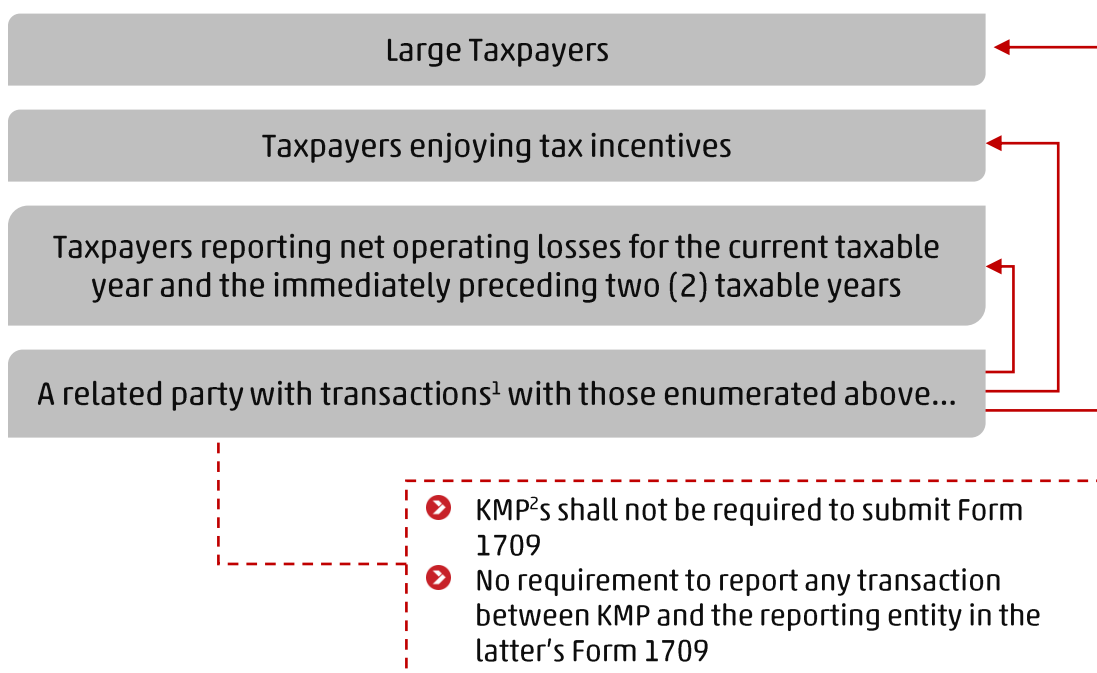 Large Taxpayers
Taxpayers enjoying tax incentives
Taxpayers reporting net operating losses for the current taxable
year and the immediately preceding two (2) taxable years
A related party with transactions¹ with those enumerated above...
KMP²s shall not be required to submit Form
1709
No requirement to report any transaction
between KMP and the reporting entity in the
latter's Form 1709